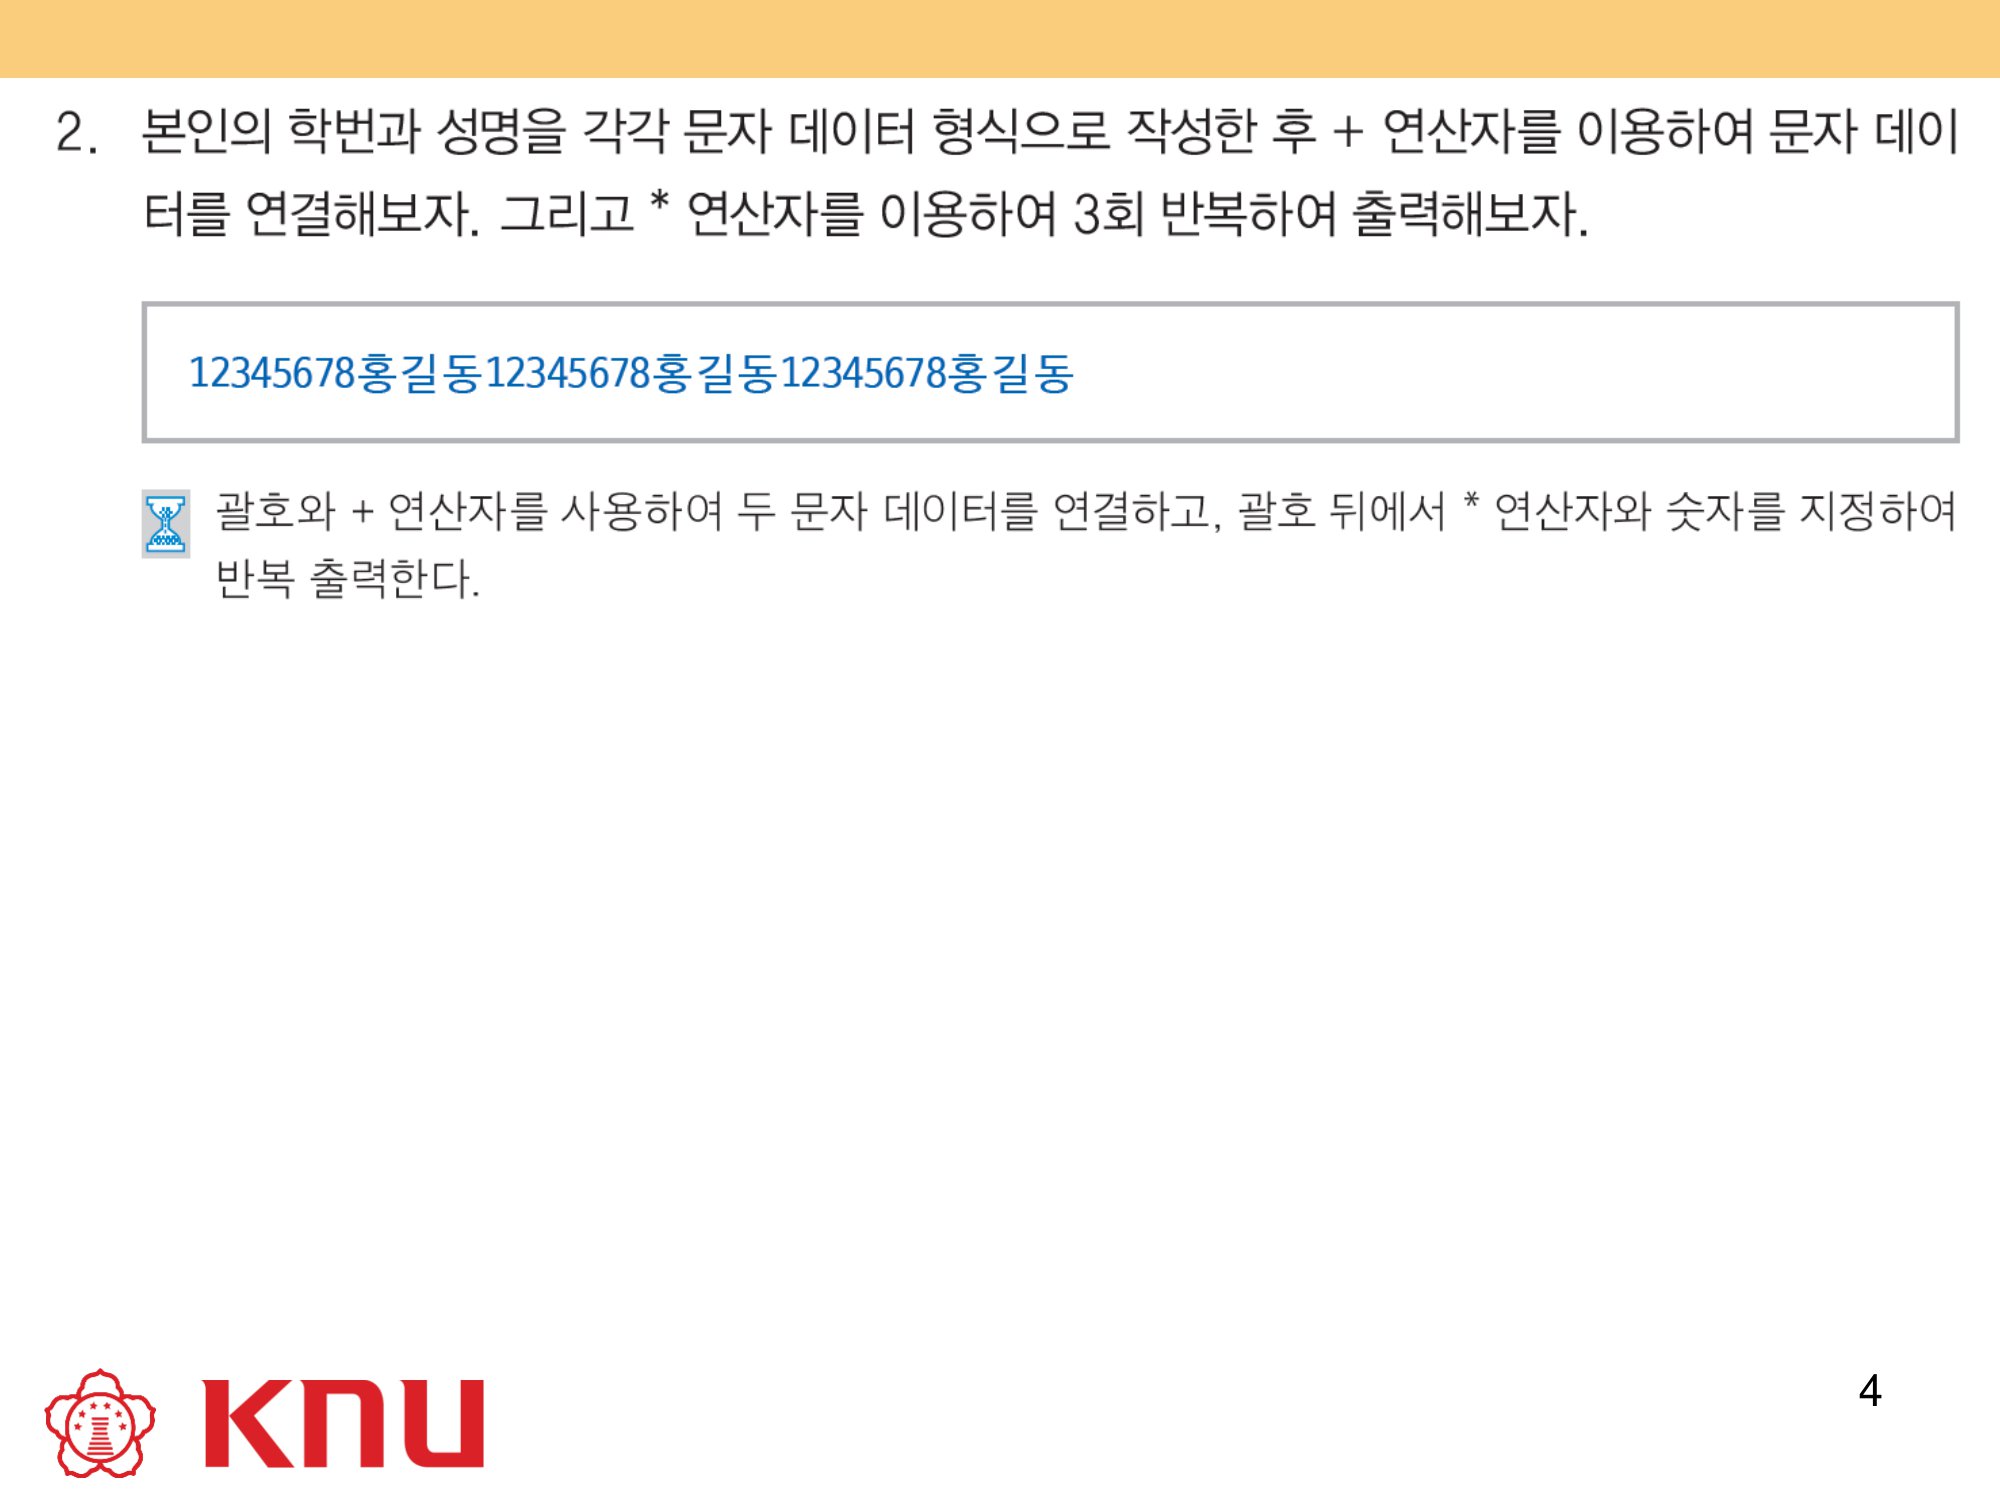 2. 본인의 학번과 성명을 각각 문자 데이터 형식으로 작성한 후 + 연산자를 이용하여 문자 데이
터를 연결해보자. 그리고 * 연산자를 이용하여 3회 반복하여 출력해보자.
12345678홍길동12345678홍길동12345678홍길동
괄호와 + 연산자를 사용하여 두 문자 데이터를 연결하고, 괄호 뒤에서 * 연산자와 숫자를 지정하여
반복 출력한다.
KNU
4